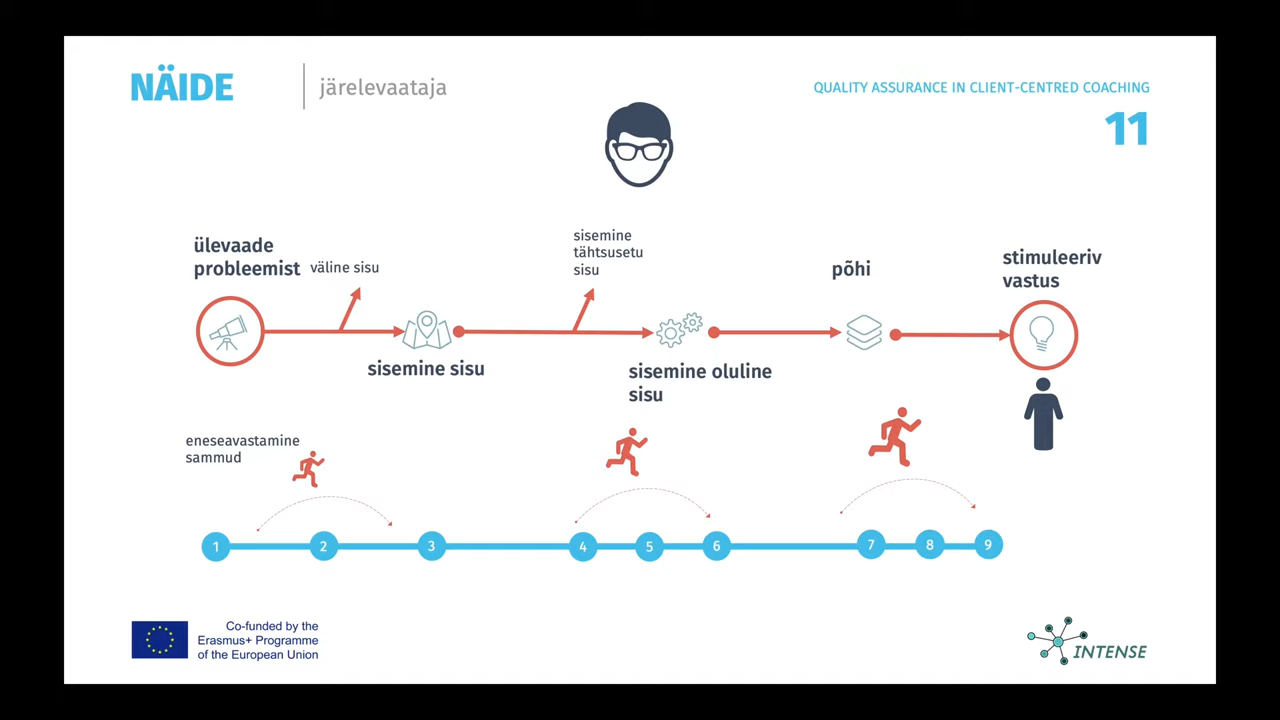 NÄIDE
järelevaataja
QUALITY ASSURANCE IN CLIENT-CENTRED COACHING
11
ülevaade
probleemist
väline sisu
sisemine
tähtsusetu
sisu
põhi
stimuleeriv
vastus
sisemine sisu
sisemine oluline
sisu
eneseavastamine
sammud
1
2
3
4
5
6
7
8
9
Co-funded by the
Erasmus+ Programme
of the European Union
INTENSE